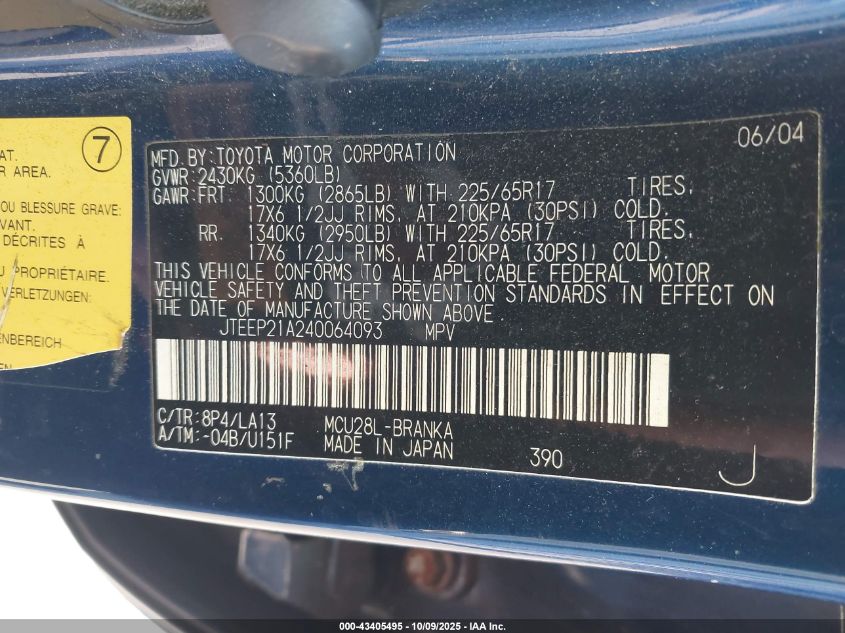 7
AT.
R AREA.
OU BLESSURE GRAVE:
VANT.
DÉCRITES À
U PROPRIÉTAIRE.
VERLETZUNGEN:
ENBEREICH
EN.
06/04
MFD.BY:TOYOTA MOTOR CORPORATION
GVWR:2430KG (5360LB)
GAWR:FRT. 1300KG (2865LB) WITH 225/65R17 TIRES,
17X6 1/2JJ RIMS, AT 210KPA (30PSI) COLD.
RR. 1340KG (2950LB) WITH 225/65R17 TIRES,
17X6 1/2JJ RIMS, AT 210KPA (30PSI) COLD.
THIS VEHICLE CONFORMS TO ALL APPLICABLE FEDERAL MOTOR
VEHICLE SAFETY AND THEFT PREVENTION STANDARDS IN EFFECT ON
THE DATE OF MANUFACTURE SHOWN ABOVE.
JTEEP21A240064093 MPV
C/TR:8P4/LA13 MCU28L-BRANKA
A/TM:-04B/U151F MADE IN JAPAN 390
J
000-43405495 - 10/09/2025 - IAA Inc.